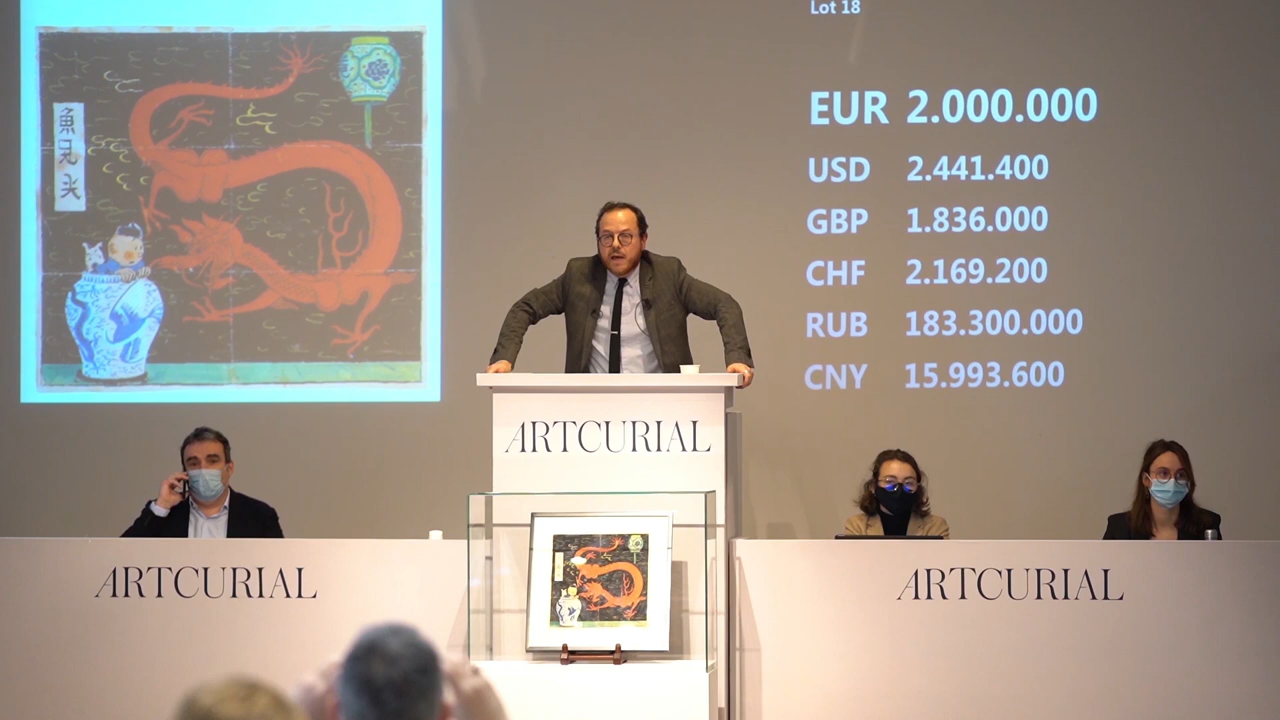 Lot 18
EUR 2.000.000
USD 2.441.400
GBP 1.836.000
CHF 2.169.200
RUB 183.300.000
CNY 15.993.600
ARTCURIAL
ARTCURIAL
ARTCURIAL